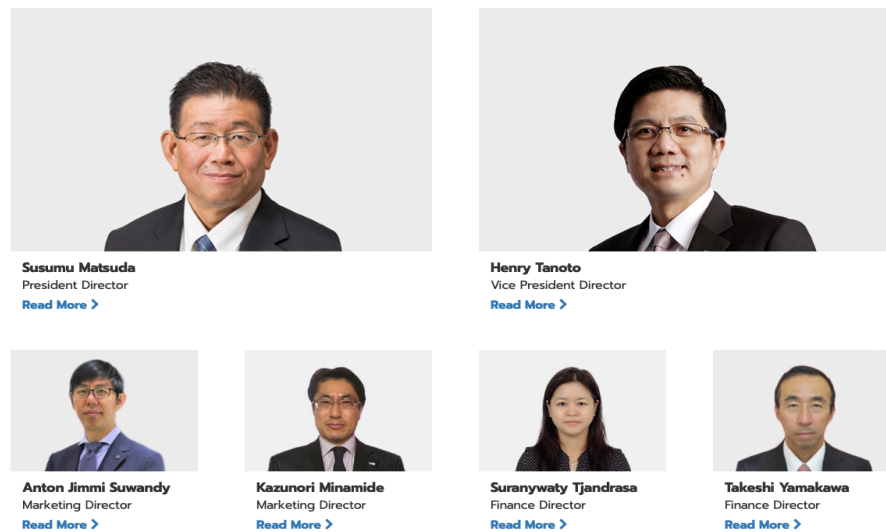 Susumu Matsuda
President Director
Read More
Henry Tanoto
Vice President Director
Read More
Anton Jimmi Suwandy
Marketing Director
Read More
Kazunori Minamide
Marketing Director
Read More
Suranywaty Tjandrasa
Finance Director
Read More
Takeshi Yamakawa
Finance Director
Read More